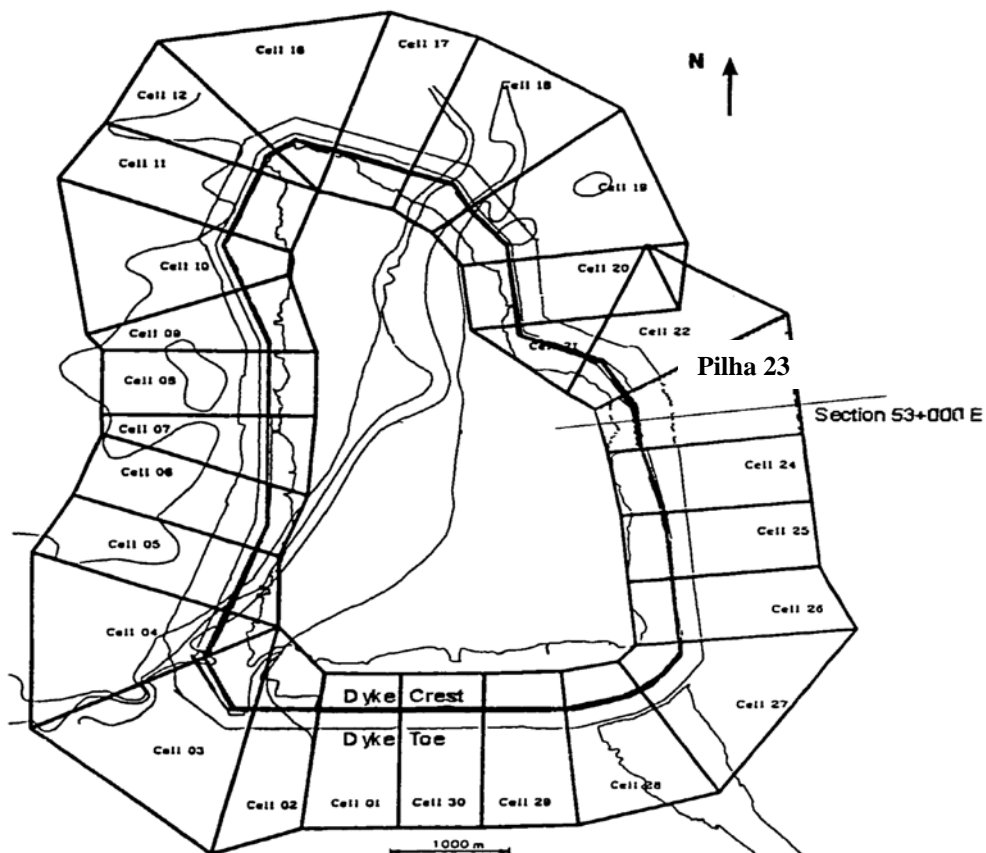 Cell 16
Cell 17
N
Cell 18
Cell 12
Cell 11
Cell 19
Cell 10
Cell 20
Cell 09
Cell 22
Cell 21
Pilha 23
Cell 08
Section 53+000 E
Cell 07
Cell 06
Cell 24
Cell 05
Cell 25
Cell 26
Cell 04
Dyke Crest
Cell 27
Dyke Toe
Cell 03
Cell 28
Cell 02
Cell 01
Cell 30
Cell 29
1000 m